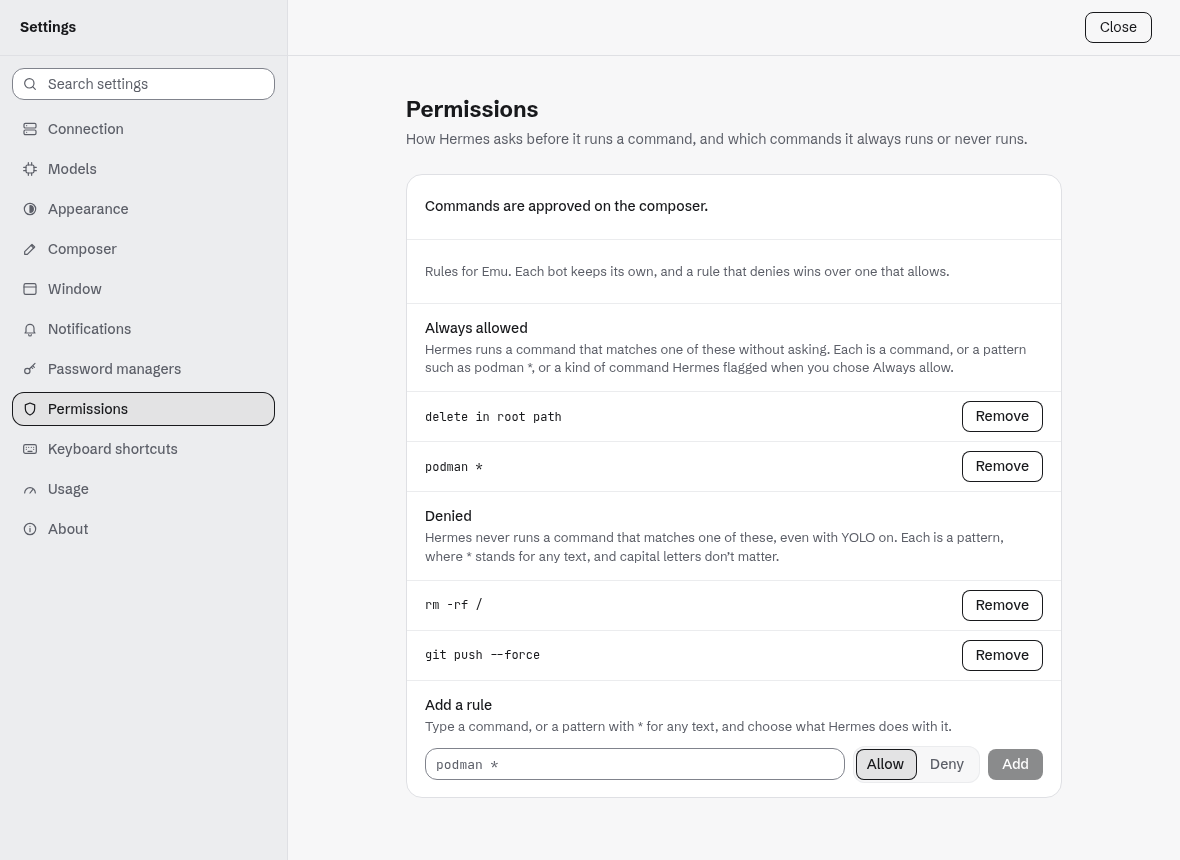 Settings
Close
Search settings
Connection
Models
Appearance
Composer
Window
Notifications
Password managers
Permissions
Keyboard shortcuts
Usage
About
Permissions
How Hermes asks before it runs a command, and which commands it always runs or never runs.
Commands are approved on the composer.
Rules for Emu. Each bot keeps its own, and a rule that denies wins over one that allows.
Always allowed
Hermes runs a command that matches one of these without asking. Each is a command, or a pattern
such as podman *, or a kind of command Hermes flagged when you chose Always allow.
delete in root path
Remove
podman *
Remove
Denied
Hermes never runs a command that matches one of these, even with YOLO on. Each is a pattern,
where * stands for any text, and capital letters don't matter.
rm -rf /
Remove
git push --force
Remove
Add a rule
Type a command, or a pattern with * for any text, and choose what Hermes does with it.
podman *
Allow
Deny
Add